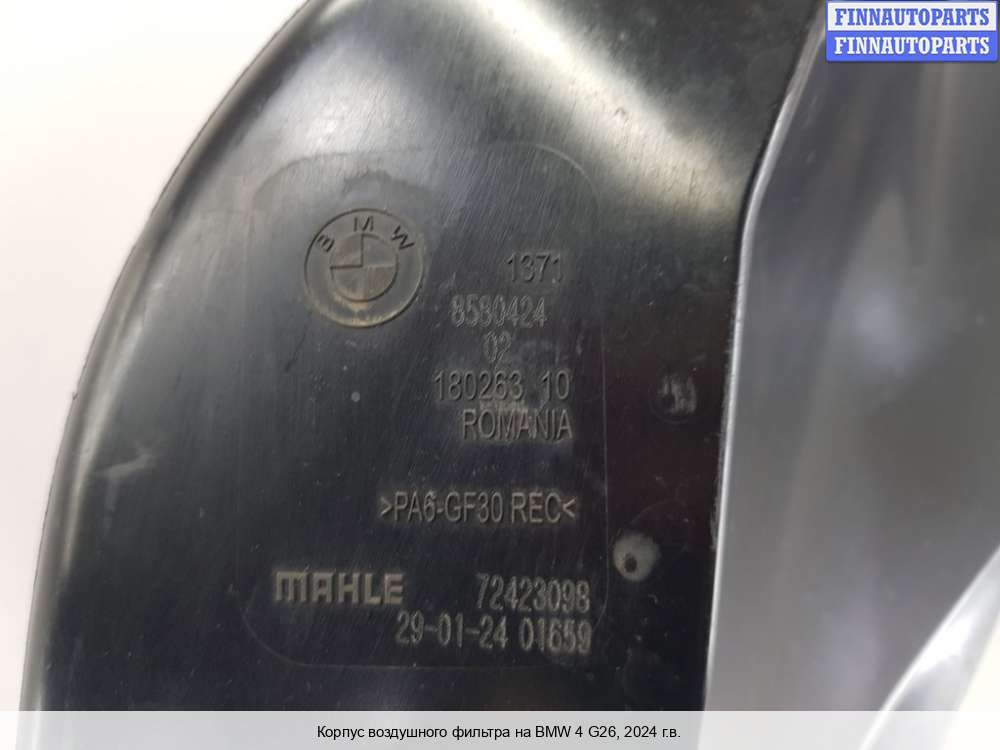 FINNAUTOPARTS
FINNAUTOPARTS
BMW
1371
8580424
02
180263 10
ROMANIA
>PA6-GF30 REC<
MAHLE 72423098
29-01-24 01659
Корпус воздушного фильтра на BMW 4 G26, 2024 г.в.